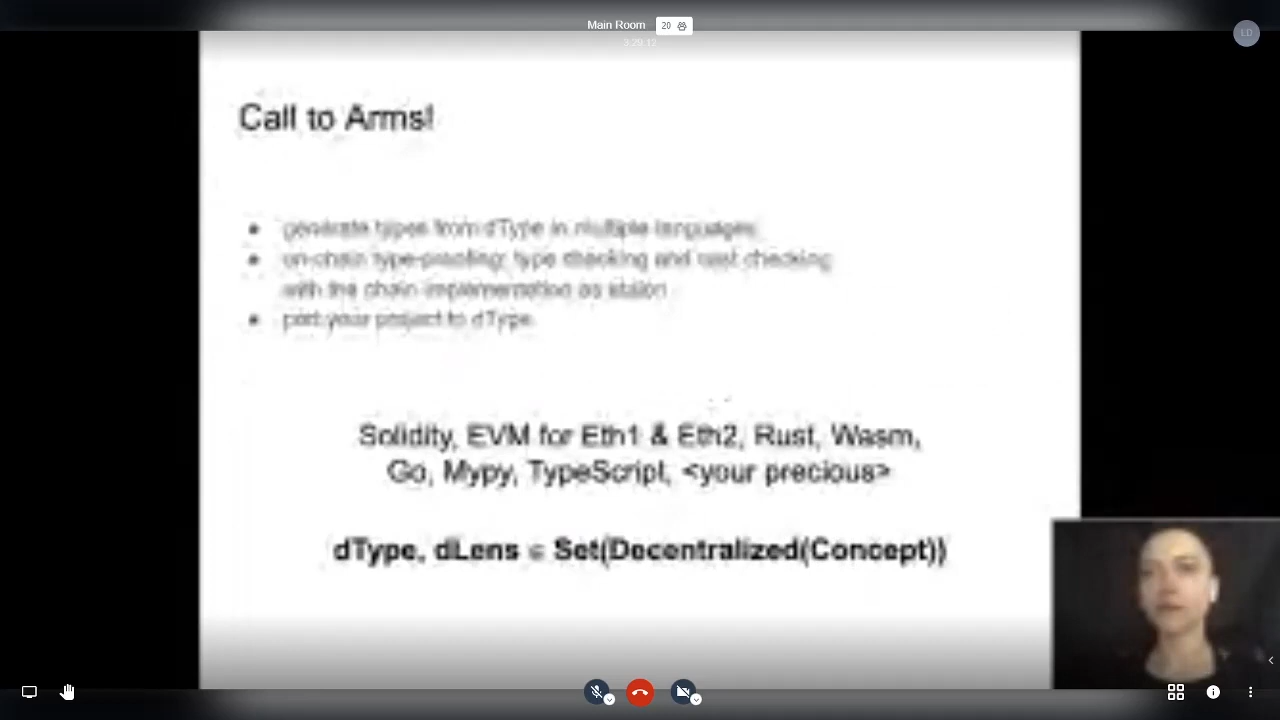 Main Room 20
3:29:12
LD
Call to Arms!
generate types from dType in multiple languages
on-chain type-proofing: type checking and cast checking
with the chain implementation as
port your project to dType
Solidity, EVM for Eth1 & Eth2, Rust, Wasm,
Go, Mypy, TypeScript, <your precious>
dType, dLens ∈ Set(Decentralized(Concept))